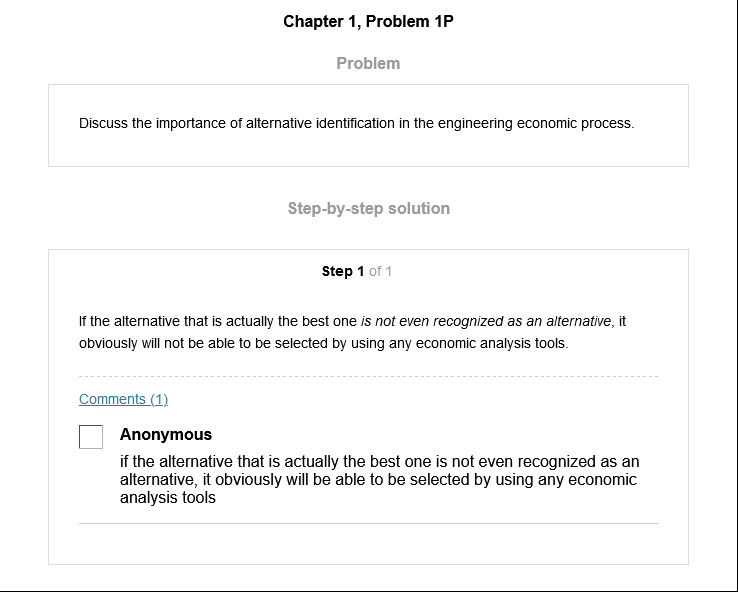 Chapter 1, Problem 1P
Problem
Discuss the importance of alternative identification in the engineering economic process.
Step-by-step solution
Step 1 of 1
If the alternative that is actually the best one is not even recognized as an alternative, it
obviously will not be able to be selected by using any economic analysis tools.
Comments (1)
Anonymous
if the alternative that is actually the best one is not even recognized as an
alternative, it obviously will be able to be selected by using any economic
analysis tools